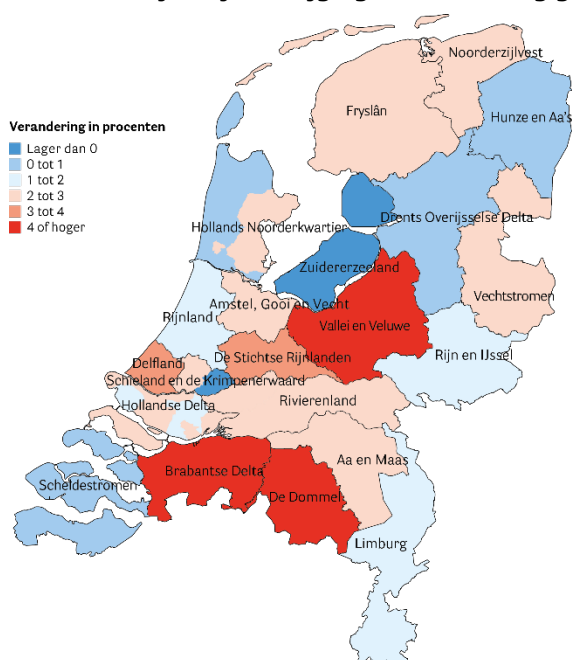 Noorderzijlvest
Fryslân
Hunze en Aa's
Verandering in procenten
Lager dan 0
0 tot 1
1 tot 2
2 tot 3
3 tot 4
4 of hoger
Hollands Noorderkwartier
Drents Overijsselse Delta
Zuidererzeeland
Vechtstromen
Amstel, Gooi en Vecht
Rijnland
Vallei en Veluwe
Rijn en IJssel
De Stichtse Rijnlanden
Delfland
Schieland en de Krimpenerwaard
Rivierenland
Hollandse Delta
Aa en Maas
Brabantse Delta
Scheldestromen
De Dommel
Limburg